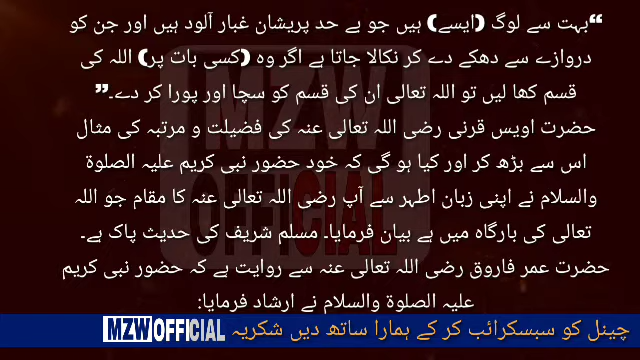 “بہت سے لوگ (ایسے) ہیں جو بے حد پریشان غبار آلود ہیں اور جن کو
دروازے سے دھکے دے کر نکالا جاتا ہے اگر وہ (کسی بات پر) اللہ کی
قسم کھا لیں تو اللہ تعالی ان کی قسم کو سچا اور پورا کر دے۔”
حضرت اویس قرنی رضی اللہ تعالی عنہ کی فضیلت و مرتبہ کی مثال
اس سے بڑھ کر اور کیا ہو گی کہ خود حضور نبی کریم علیہ الصلوۃ
والسلام نے اپنی زبان اطہر سے آپ رضی اللہ تعالی عنہ کا مقام جو اللہ
تعالی کی بارگاہ میں ہے بیان فرمایا۔ مسلم شریف کی حدیث پاک ہے۔
حضرت عمر فاروق رضی اللہ تعالی عنہ سے روایت ہے کہ حضور نبی کریم
علیہ الصلوۃ والسلام نے ارشاد فرمایا:
چینل کو سبسکرائب کر کے ہمارا ساتھ دیں شکریہ MZW OFFICIAL
MZW
OFFICIAL